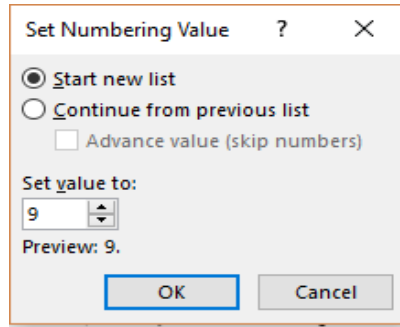 Set Numbering Value ?
Start new list
Continue from previous list
Advance value (skip numbers)
Set value to:
9
Preview: 9.
OK Cancel